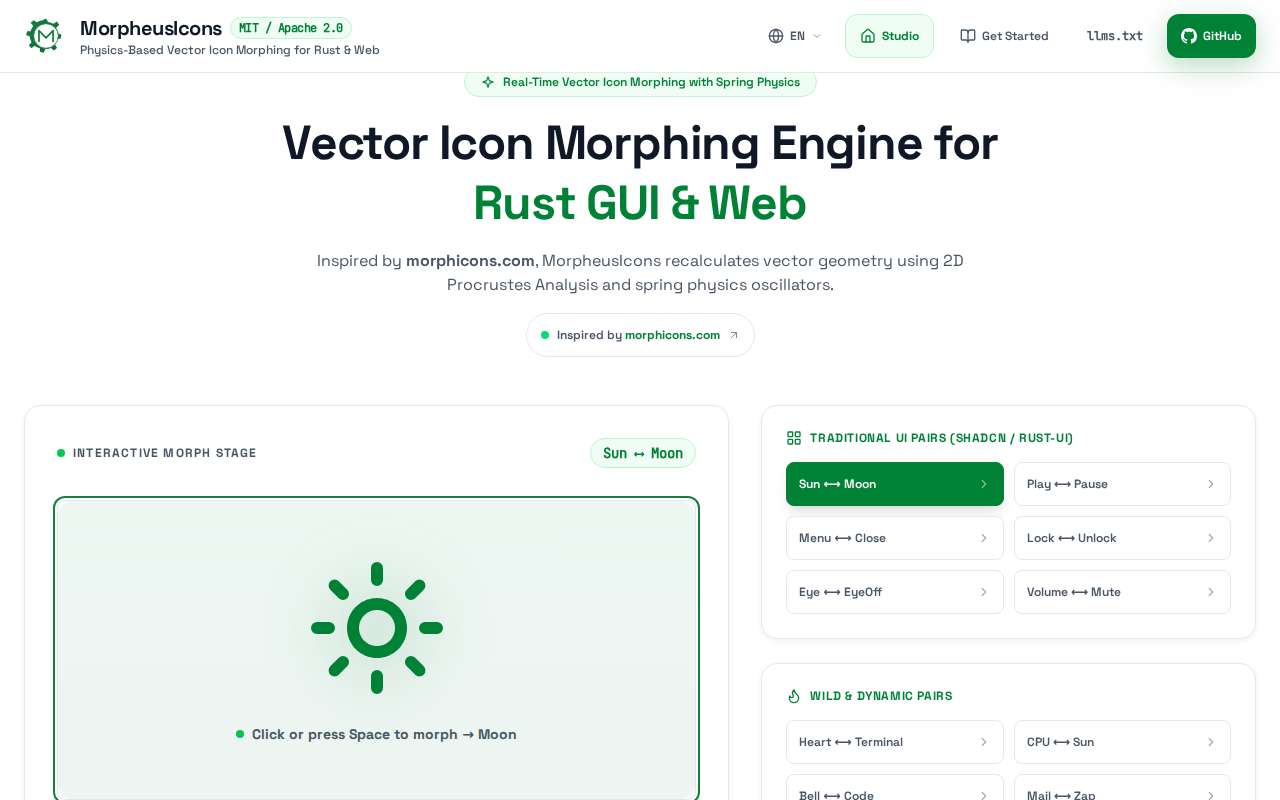 MorpheusIcons
MIT / Apache 2.0
Physics-Based Vector Icon Morphing for Rust & Web
EN
Studio
Get Started
llms.txt
GitHub
Real-Time Vector Icon Morphing with Spring Physics
Vector Icon Morphing Engine for
Rust GUI & Web
Inspired by morphicons.com, MorpheusIcons recalculates vector geometry using 2D
Procrustes Analysis and spring physics oscillators.
Inspired by morphicons.com
INTERACTIVE MORPH STAGE
Sun ↔ Moon
Click or press Space to morph → Moon
TRADITIONAL UI PAIRS (SHADCN / RUST-UI)
Sun ⟷ Moon
Play ⟷ Pause
Menu ⟷ Close
Lock ⟷ Unlock
Eye ⟷ EyeOff
Volume ⟷ Mute
WILD & DYNAMIC PAIRS
Heart ⟷ Terminal
CPU ⟷ Sun
Bell ⟷ Code
Mail ⟷ Zap